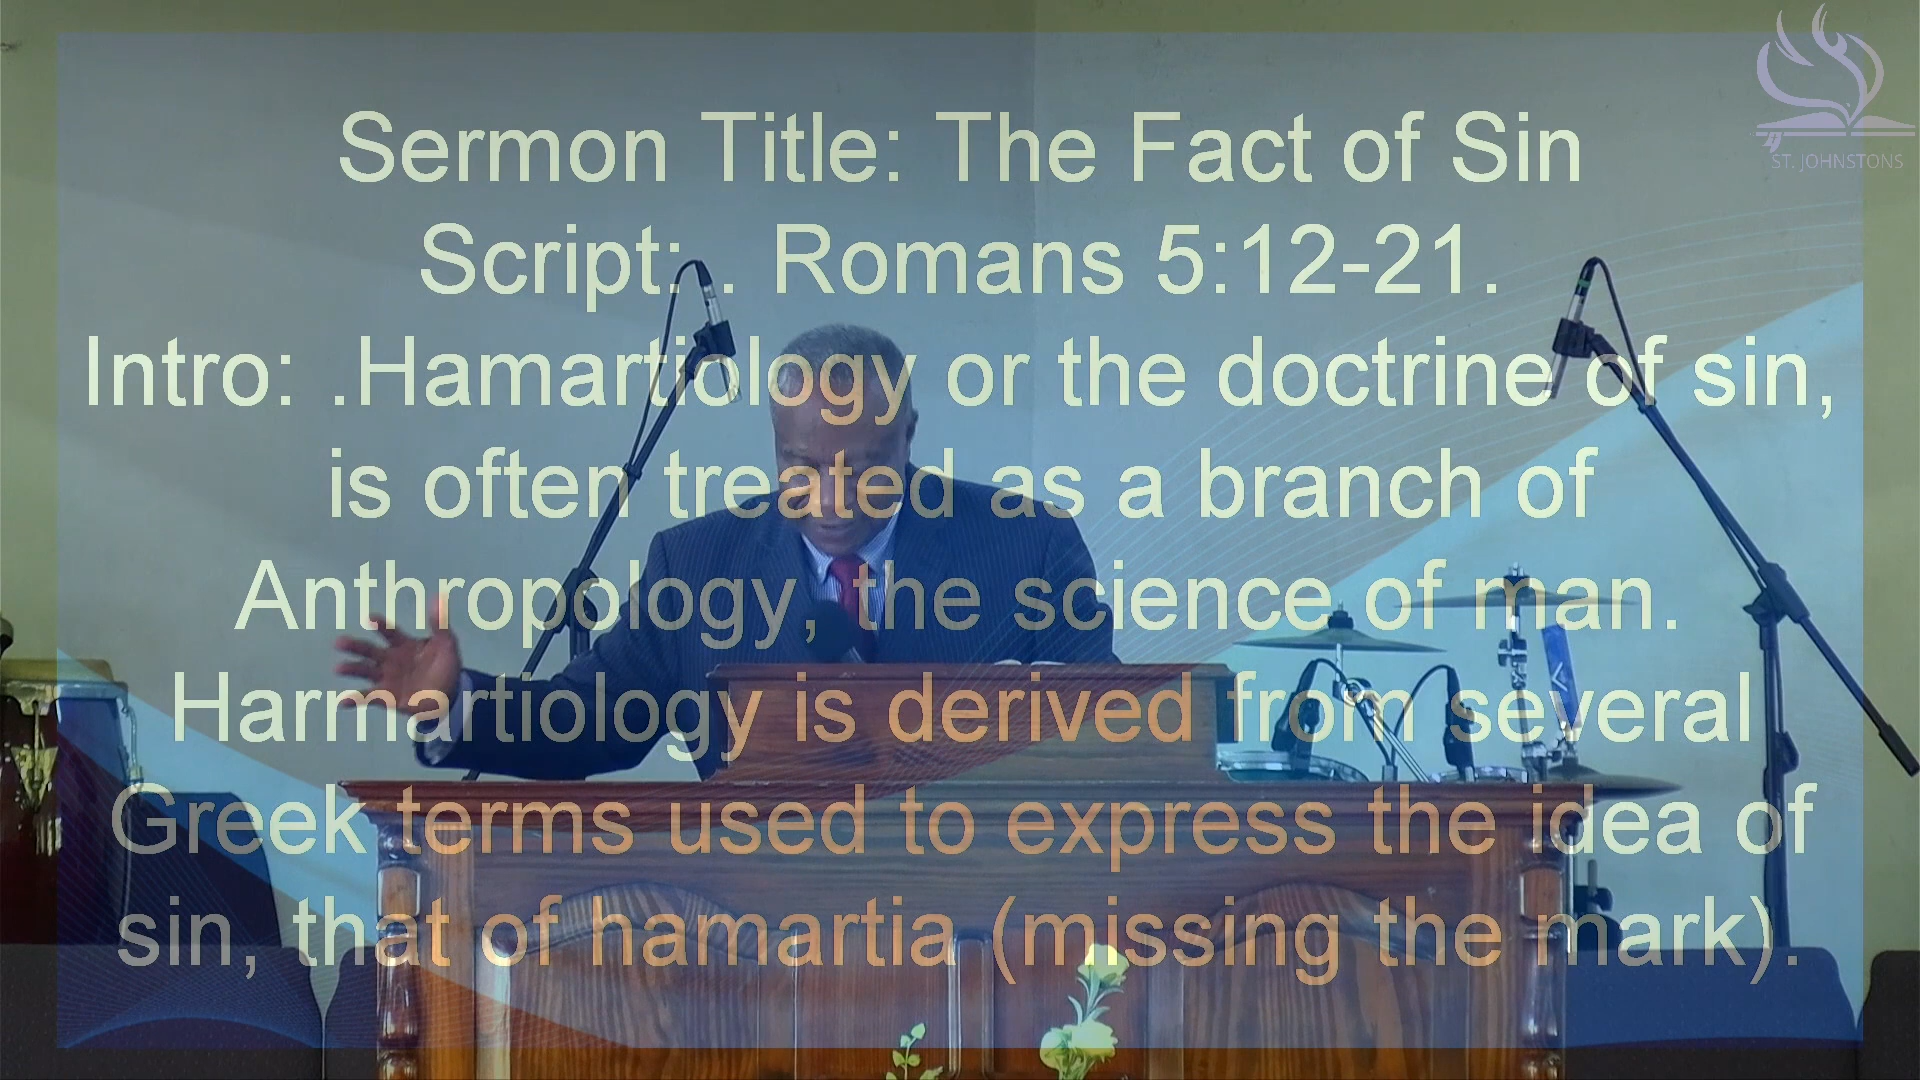 ST. JOHNSTONS
Sermon Title: The Fact of Sin
Script: . Romans 5:12-21.
Intro: .Hamartiology or the doctrine of sin,
is often treated as a branch of
Anthropology, the science of man.
Harmartiology is derived from several
Greek terms used to express the idea of
sin, that of hamartia (missing the mark).